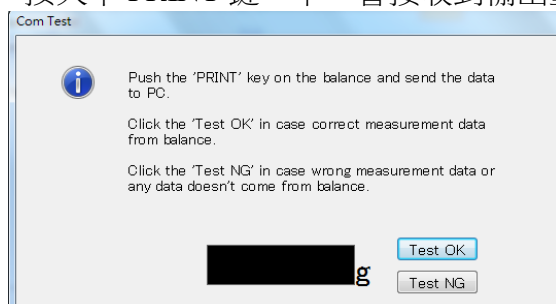 Com Test
Push the 'PRINT' key on the balance and send the data
to PC.
Click the 'Test OK' in case correct measurement data
from balance.
Click the 'Test NG' in case wrong measurement data or
any data doesn't come from balance.
g
Test OK
Test NG